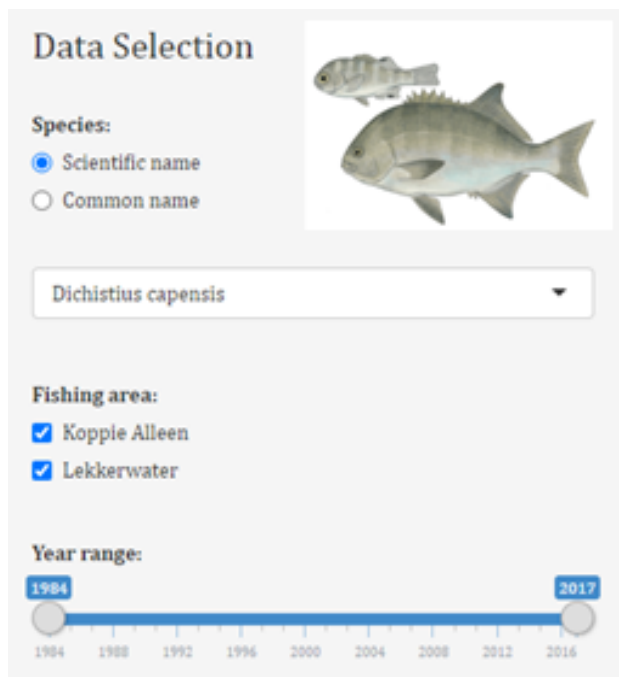 Data Selection
Species:
Scientific name
Common name
Dichistius capensis
Fishing area:
Koppie Alleen
Lekkerwater
Year range:
1984 2017
1984 1988 1992 1996 2000 2004 2008 2012 2016